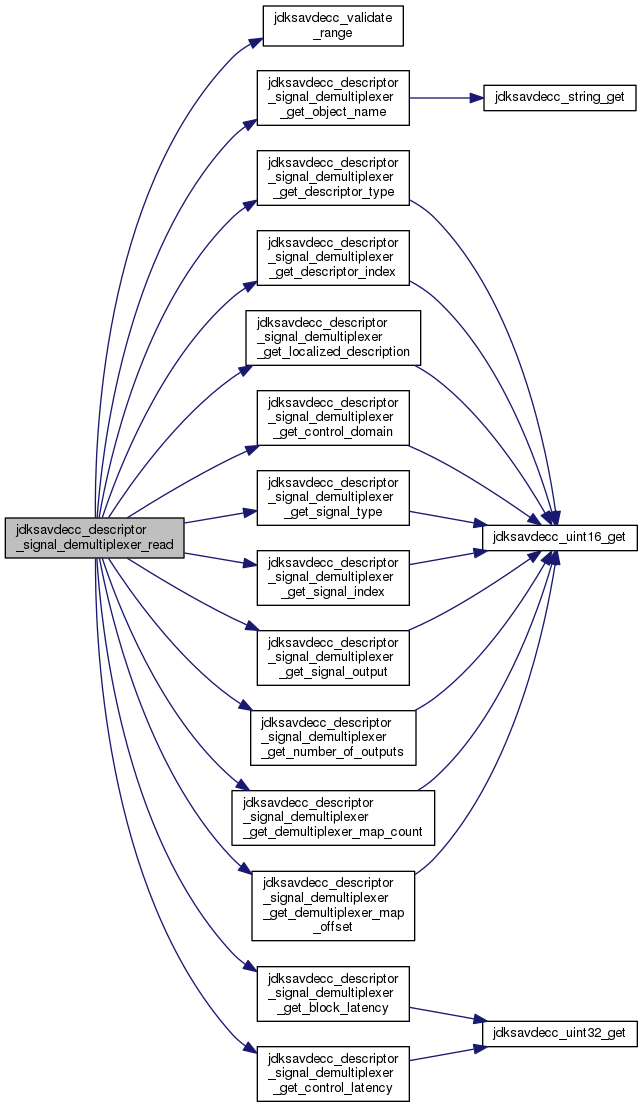 jdksavdecc_validate
_range
jdksavdecc_descriptor
_signal_demultiplexer
_get_object_name
jdksavdecc_string_get
jdksavdecc_descriptor
_signal_demultiplexer
_get_descriptor_type
jdksavdecc_descriptor
_signal_demultiplexer
_get_descriptor_index
jdksavdecc_descriptor
_signal_demultiplexer
_get_localized_description
jdksavdecc_descriptor
_signal_demultiplexer
_get_control_domain
jdksavdecc_descriptor
_signal_demultiplexer
_get_signal_type
jdksavdecc_descriptor
_signal_demultiplexer_read
jdksavdecc_uint16_get
jdksavdecc_descriptor
_signal_demultiplexer
_get_signal_index
jdksavdecc_descriptor
_signal_demultiplexer
_get_signal_output
jdksavdecc_descriptor
_signal_demultiplexer
_get_number_of_outputs
jdksavdecc_descriptor
_signal_demultiplexer
_get_demultiplexer_map_count
jdksavdecc_descriptor
_signal_demultiplexer
_get_demultiplexer_map
_offset
jdksavdecc_descriptor
_signal_demultiplexer
_get_block_latency
jdksavdecc_uint32_get
jdksavdecc_descriptor
_signal_demultiplexer
_get_control_latency